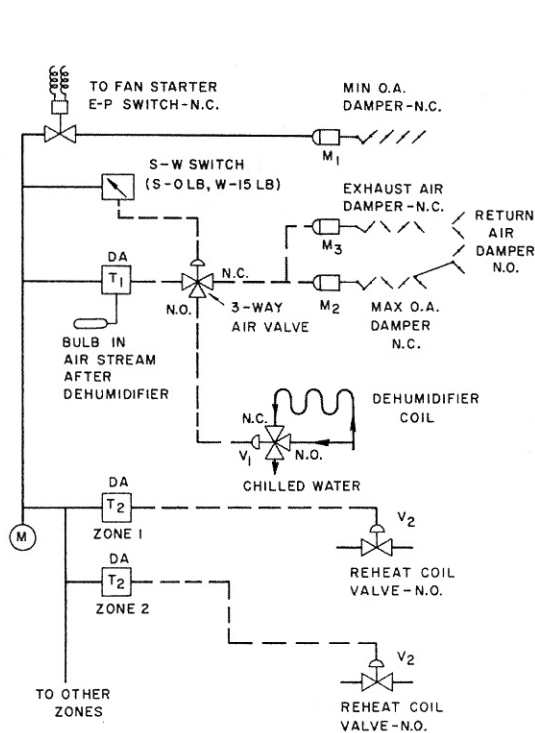 TO FAN STARTER
E-P SWITCH-N.C.
MIN O.A.
DAMPER-N.C.
M1
S-W SWITCH
(S-0 LB, W-15 LB)
EXHAUST AIR
DAMPER-N.C.
M3
RETURN
AIR
DAMPER
N.O.
DA
T1
N.C.
N.O.
3-WAY
AIR VALVE
M2
MAX O.A.
DAMPER
N.C.
BULB IN
AIR STREAM
AFTER
DEHUMIDIFIER
DEHUMIDIFIER
COIL
N.C.
V1
N.O.
CHILLED WATER
DA
T2
ZONE 1
M
V2
REHEAT COIL
VALVE-N.O.
DA
T2
ZONE 2
V2
REHEAT COIL
VALVE-N.O.
TO OTHER
ZONES